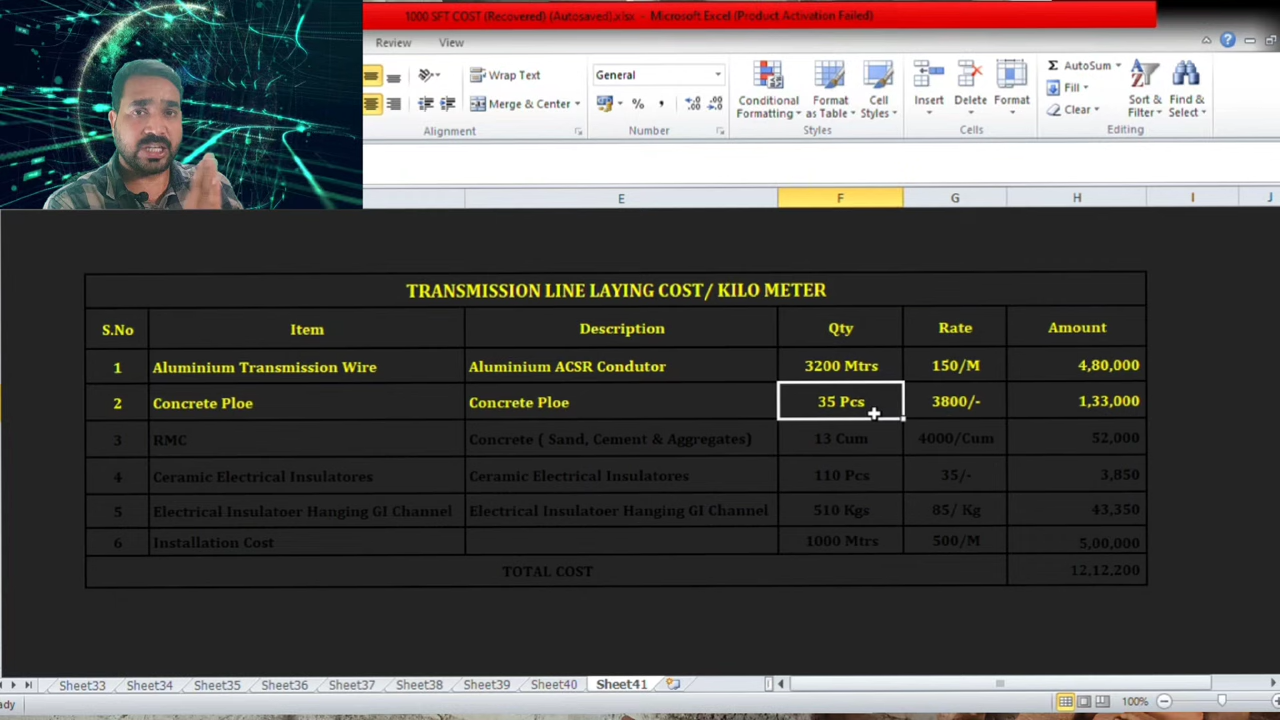 1000 SFT COST (Recovered) (Autosaved).xlsx - Microsoft Excel (Product Activation Failed)
Review View
Wrap Text General Σ AutoSum
Fill
Merge & Center % , Conditional Formatting Format as Table Cell Styles Insert Delete Format Clear Sort & Filter Find & Select
Alignment Number Styles Cells Editing
E F G H I J
TRANSMISSION LINE LAYING COST/ KILO METER
S.No Item Description Qty Rate Amount
1 Aluminium Transmission Wire Aluminium ACSR Condutor 3200 Mtrs 150/M 4,80,000
2 Concrete Ploe Concrete Ploe 35 Pcs 3800/- 1,33,000
3 RMC Concrete ( Sand, Cement & Aggregates) 13 Cum 4000/Cum 52,000
4 Ceramic Electrical Insulatores Ceramic Electrical Insulatores 110 Pcs 35/- 3,850
5 Electrical Insulatoer Hanging GI Channel Electrical Insulatoer Hanging GI Channel 510 Kgs 85/ Kg 43,350
6 Installation Cost 1000 Mtrs 500/M 5,00,000
TOTAL COST 12,12,200
Sheet33 Sheet34 Sheet35 Sheet36 Sheet37 Sheet38 Sheet39 Sheet40 Sheet41
ady 100%